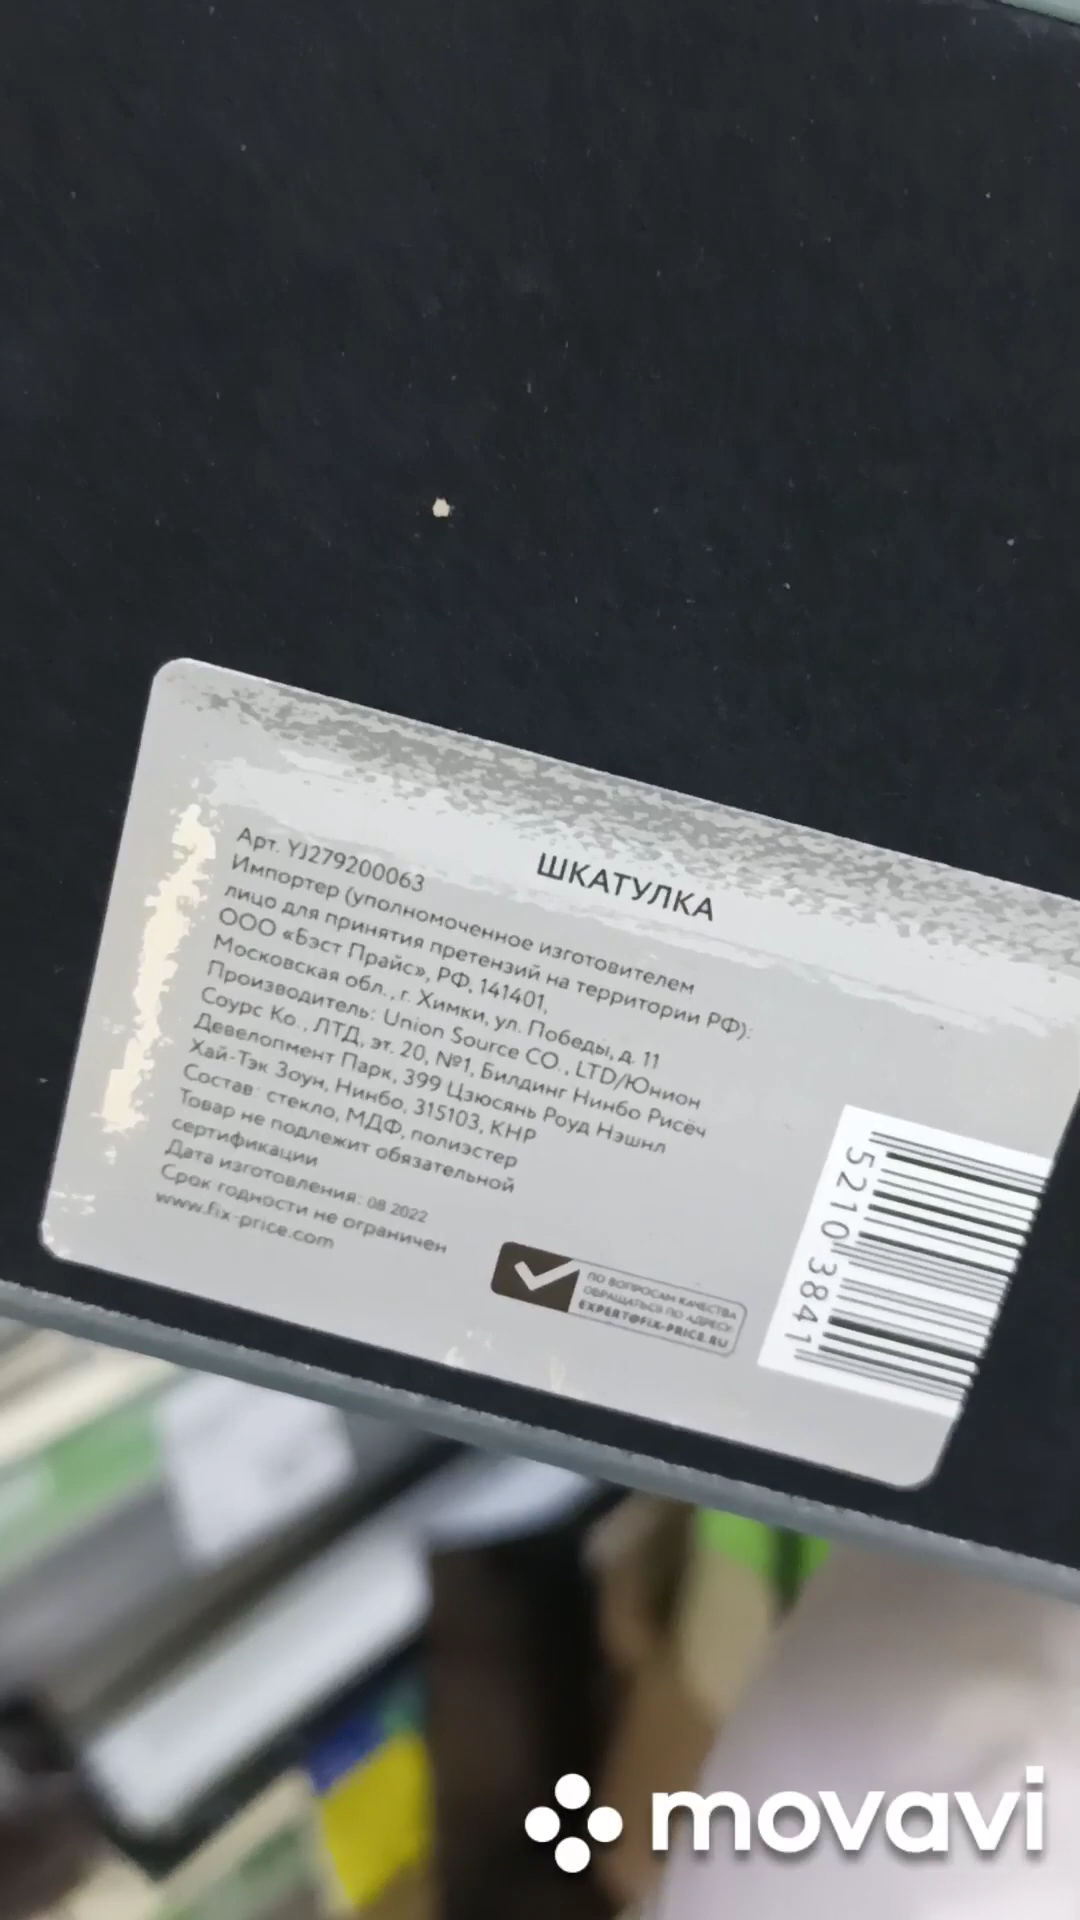 ШКАТУЛКА
Арт. YJ279200063
Импортер (уполномоченное изготовителем
лицо для принятия претензий на территории РФ):
ООО «Бэст Прайс», РФ, 141401,
Московская обл., г. Химки, ул. Победы, д. 11
Производитель: Union Source CO., LTD/Юнион
Соурс Ко., ЛТД, эт. 20, №1, Билдинг Нинбо Рисёч
Девелопмент Парк, 399 Цзюсянь Роуд Нэшнл
Хай-Тэк Зоун, Нинбо, 315103, КНР
Состав: стекло, МДФ, полиэстер
Товар не подлежит обязательной
сертификации
Дата изготовления: 08.2022
Срок годности не ограничен
www.fix-price.com
ПО ВОПРОСАМ КАЧЕСТВА
ОБРАЩАТЬСЯ ПО АДРЕСУ:
EXPERT@FIX-PRICE.RU
5210 3841
movavi